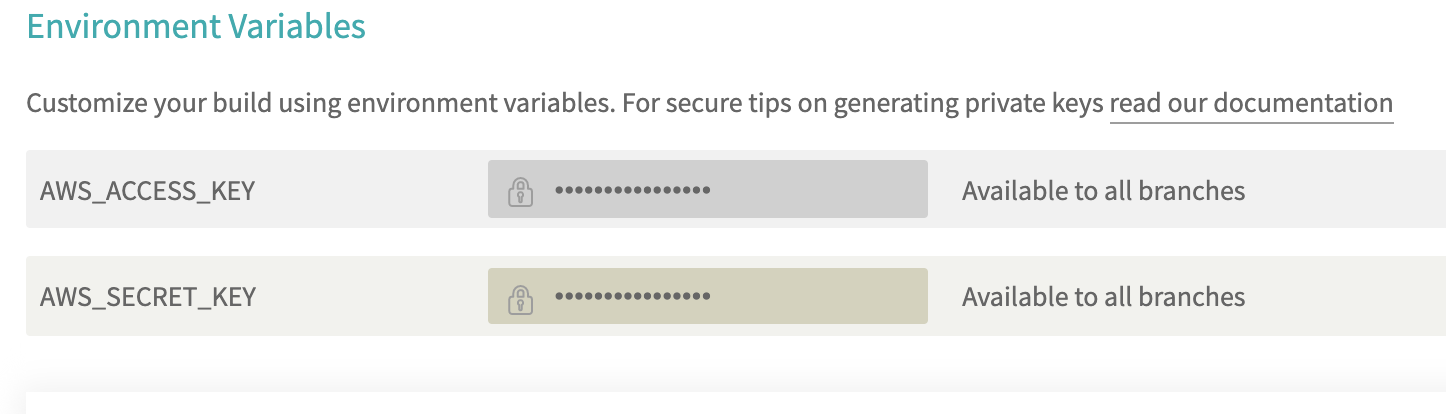 Environment Variables
Customize your build using environment variables. For secure tips on generating private keys read our documentation
AWS_ACCESS_KEY •••••••••••••••• Available to all branches
AWS_SECRET_KEY •••••••••••••••• Available to all branches